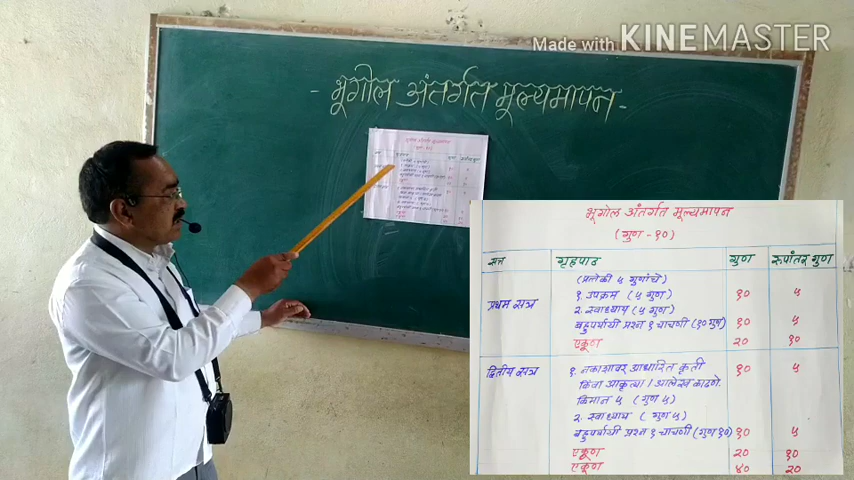 Made with KINEMASTER
- भूगोल अंतर्गत मूल्यमापन -
भूगोल अंतर्गत मूल्यमापन
(गुण - १०)
सत्र गृहपाठ गुण रूपांतर गुण
(प्रत्येकी ५ गुणांचे)
प्रथम सत्र १. उपक्रम (५ गुण) १० ५
२. स्वाध्याय (५ गुण)
बहुपर्यायी प्रश्न १ चाचणी (१० गुण) १० ५
एकूण २० १०
द्वितीय सत्र १. नकाशावर आधारित कृती १० ५
किंवा आकृत्या / आलेख काढणे.
किमान ५ (गुण ५)
२. स्वाध्याय (गुण ५)
बहुपर्यायी प्रश्न १ चाचणी (गुण १०) १० ५
एकूण २० १०
एकूण ४० २०